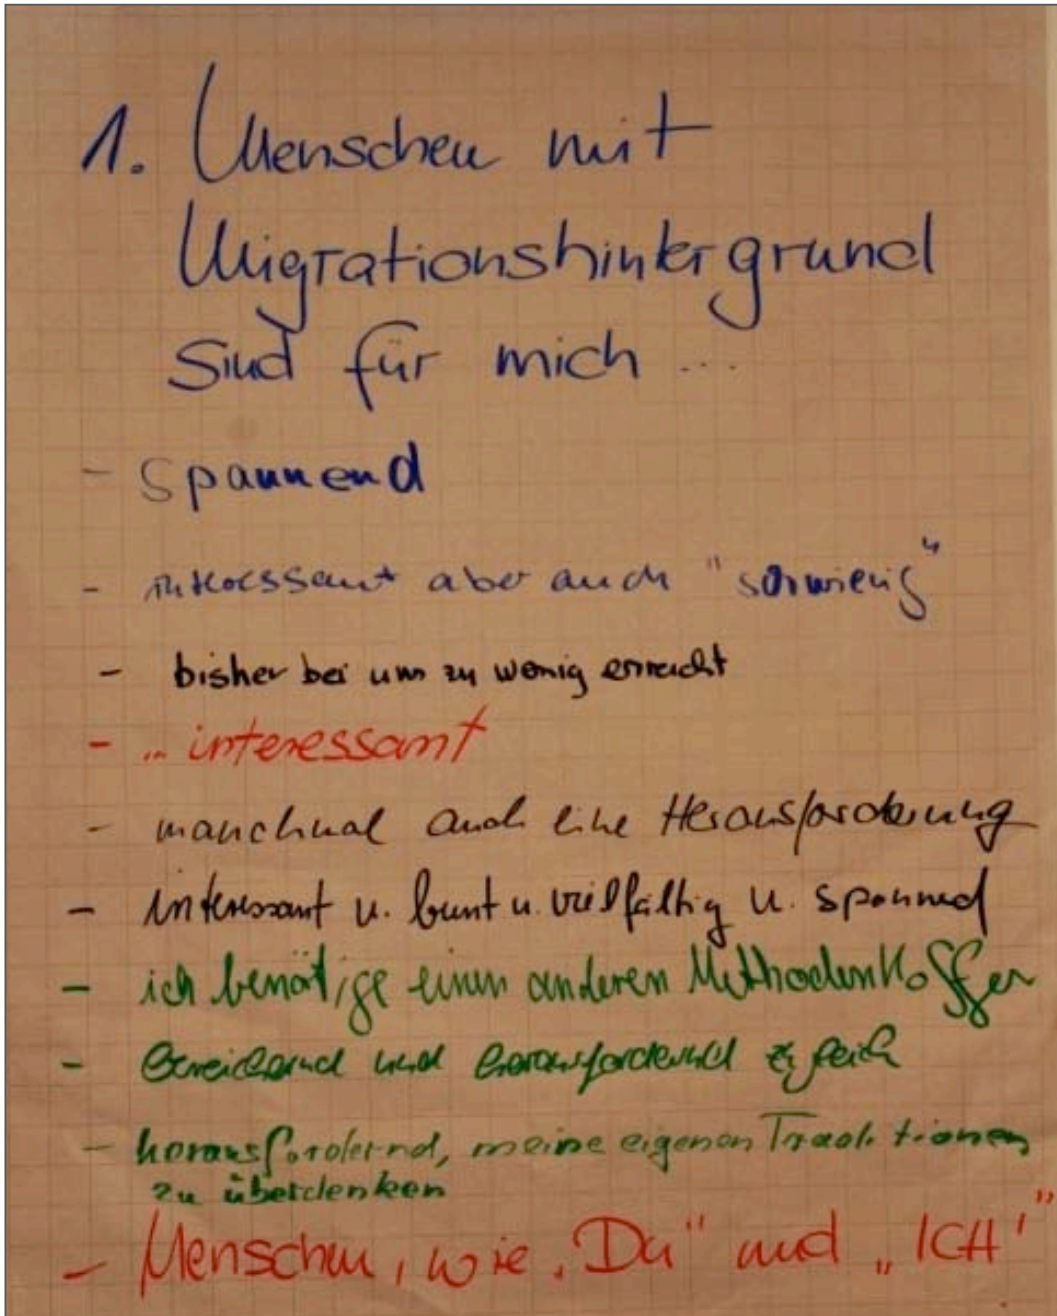 1. Menschen mit
Migrationshintergrund
sind für mich ...
- spannend
- interessant aber auch "schwierig"
- bisher bei uns zu wenig erreicht
- ... interessant
- manchmal auch eine Herausforderung
- interessant u. bunt u. vielfältig u. spannend
- ich benötige einen anderen Methodenkoffer
- bereichernd und herausfordernd zugleich
- herausfordernd, meine eigenen Traditionen
zu überdenken
- Menschen, wie „Du" und „ICH"